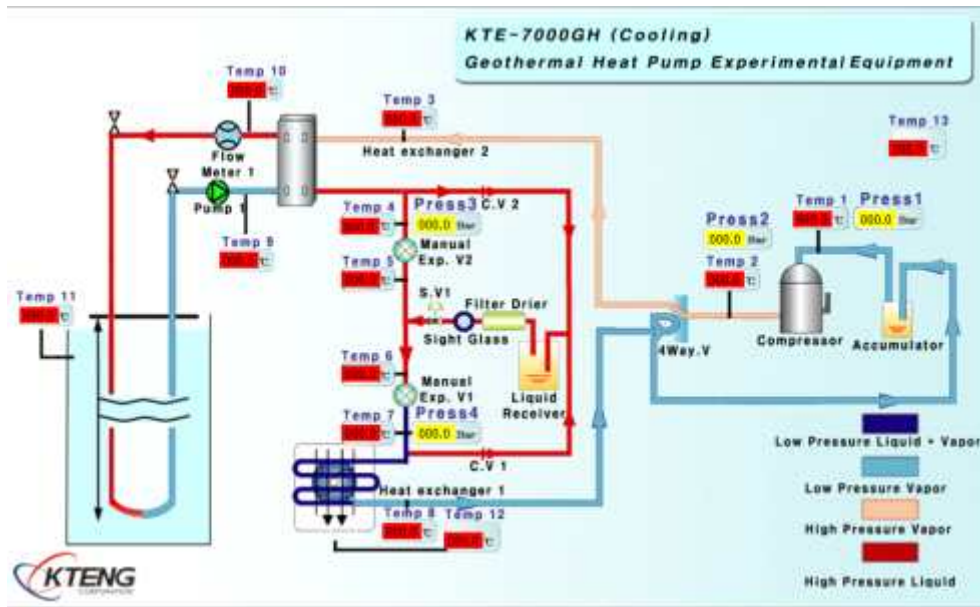 KTE-7000GH (Cooling)
Geothermal Heat Pump Experimental Equipment
Temp 10
℃
Temp 3
000.0 ℃
Temp 13
℃
Flow
Meter 1
Heat exchanger 2
Pump 1
Temp 9
℃
Temp 4
℃
Press3
000.0 Bar
C.V 2
Manual
Exp. V2
Temp 5
℃
Temp 1
℃
Press1
000.0 Bar
Press2
000.0 Bar
Temp 2
℃
Temp 11
℃
S.V1
Filter Drier
Sight Glass
4Way.V
Compressor
Accumulator
Temp 6
℃
Manual
Exp. V1
Liquid
Receiver
Temp 7
℃
Press4
000.0 Bar
C.V 1
Heat exchanger 1
Temp 8
℃
Temp 12
℃
Low Pressure Liquid + Vapor
Low Pressure Vapor
High Pressure Vapor
High Pressure Liquid
KTENG
CORPORATION